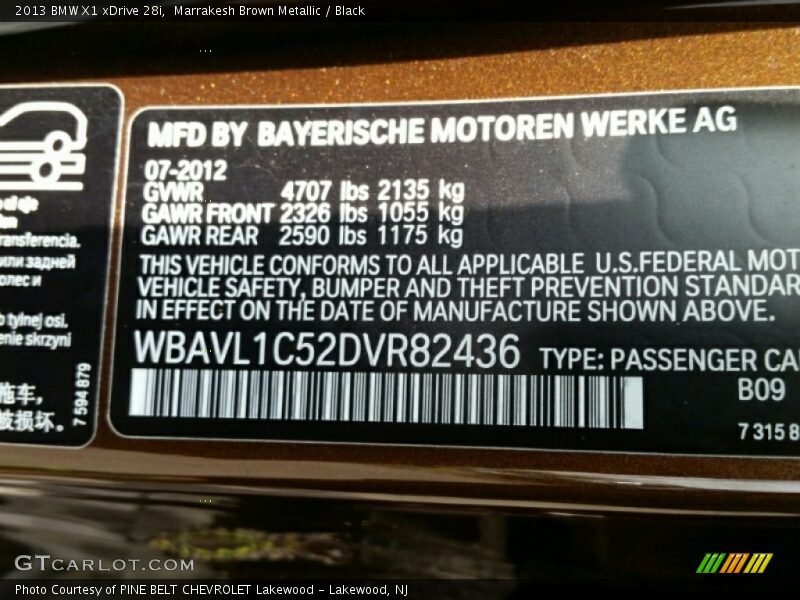 2013 BMW X1 xDrive 28i,  Marrakesh Brown Metallic / Black
MFD BY BAYERISCHE MOTOREN WERKE AG
07-2012
GVWR 4707 lbs 2135 kg
GAWR FRONT 2326 lbs 1055 kg
GAWR REAR 2590 lbs 1175 kg
THIS VEHICLE CONFORMS TO ALL APPLICABLE U.S.FEDERAL MOT
VEHICLE SAFETY, BUMPER AND THEFT PREVENTION STANDAR
IN EFFECT ON THE DATE OF MANUFACTURE SHOWN ABOVE.
WBAVL1C52DVR82436 TYPE: PASSENGER CA
B09
7 315 8
ransferencia.
или задней
олес и
o tylnej osi.
enie skrzyni
拖车，
被损坏。
7 594 879
GTCARLOT.COM
Photo Courtesy of PINE BELT CHEVROLET Lakewood - Lakewood, NJ